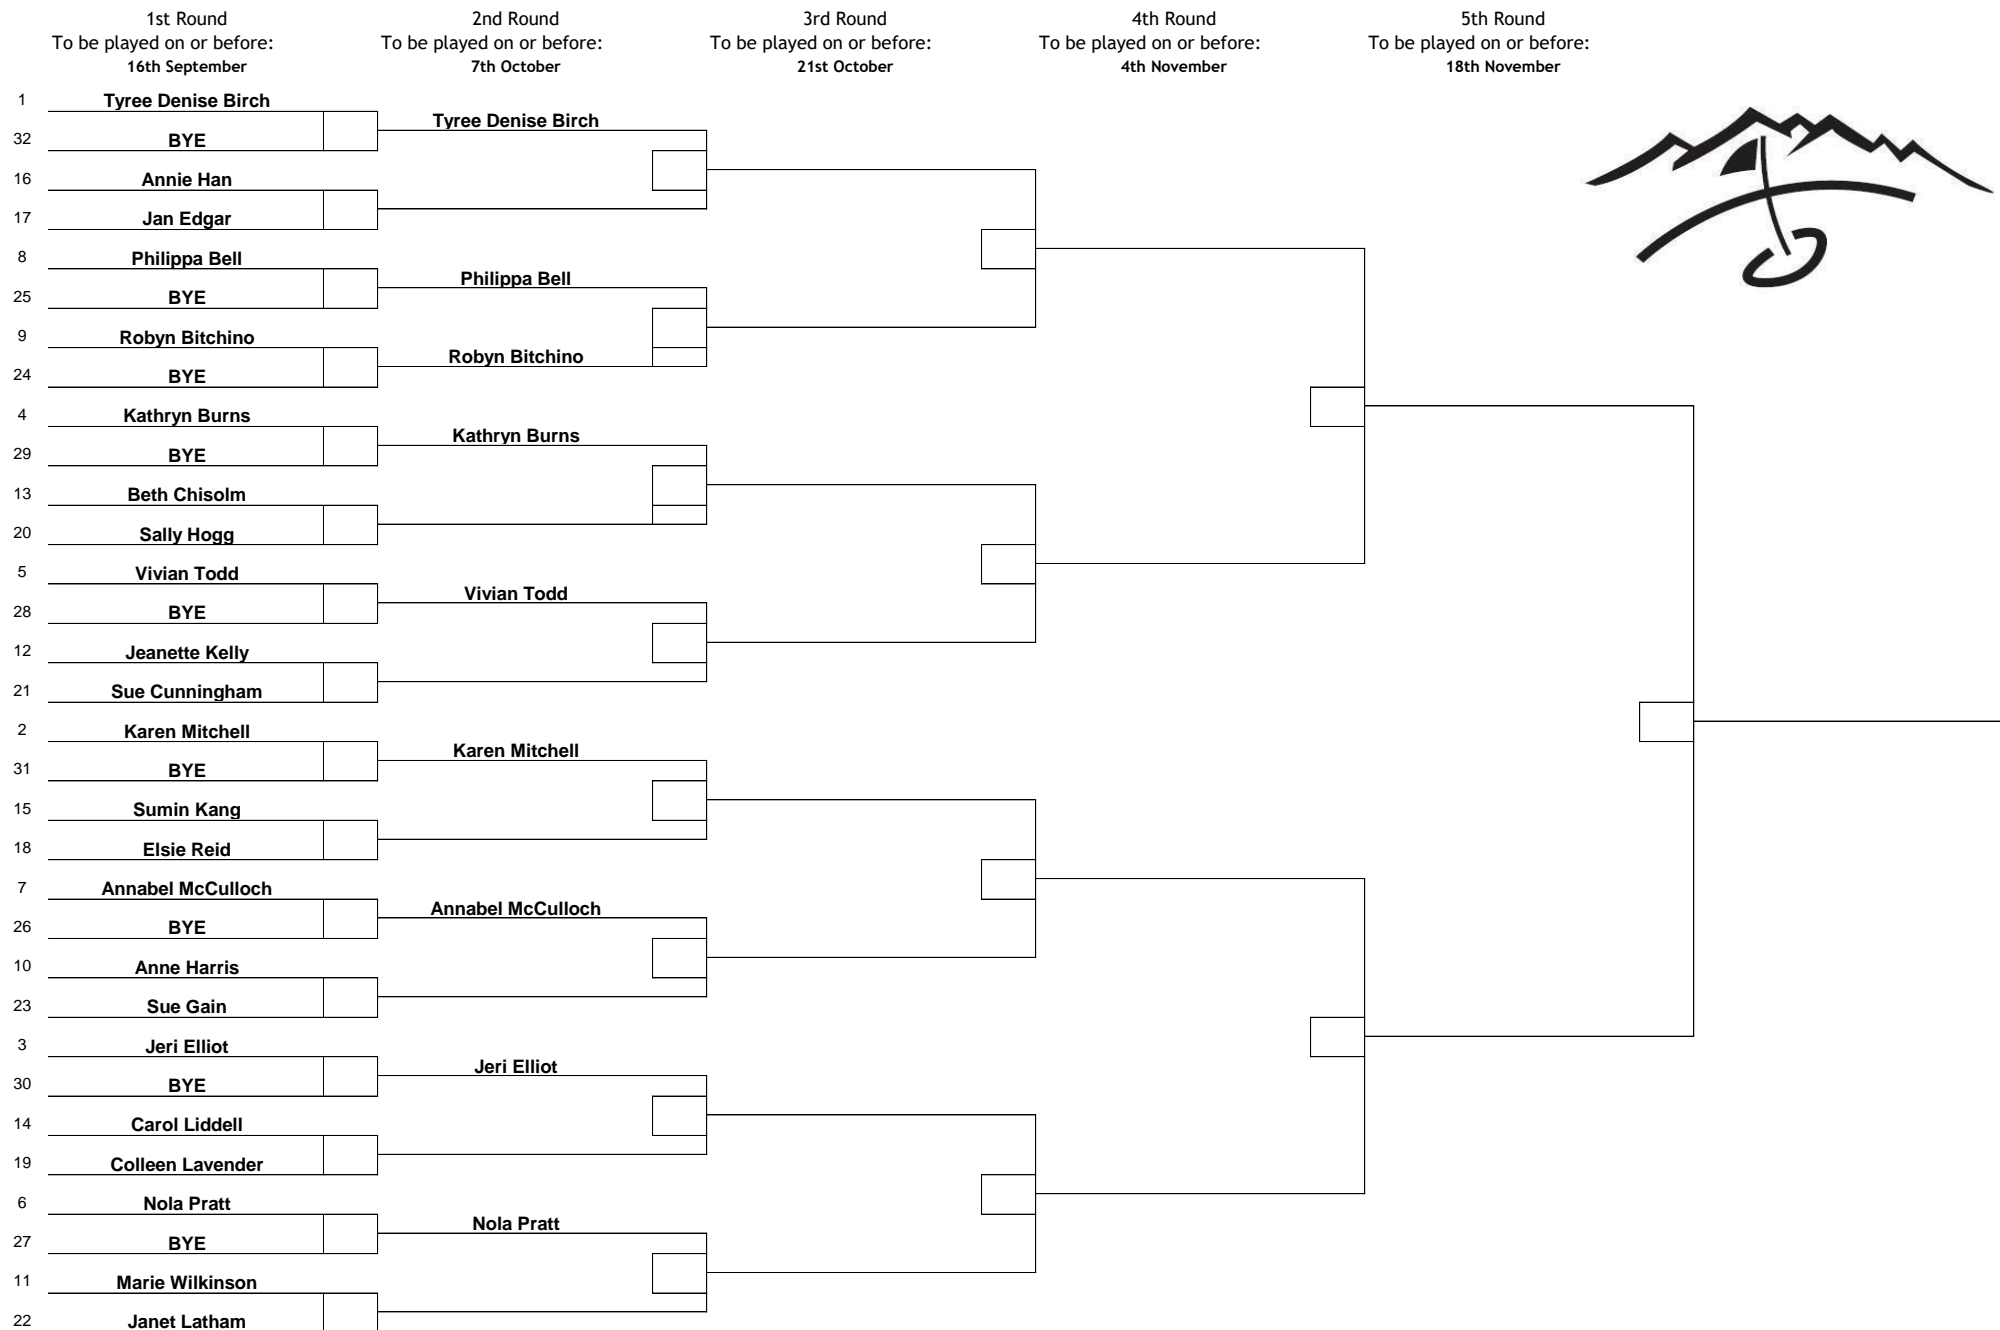 1st Round
To be played on or before:
16th September
2nd Round
To be played on or before:
7th October
3rd Round
To be played on or before:
21st October
4th Round
To be played on or before:
4th November
5th Round
To be played on or before:
18th November
1 Tyree Denise Birch
32 BYE
16 Annie Han
17 Jan Edgar
8 Philippa Bell
25 BYE
9 Robyn Bitchino
24 BYE
4 Kathryn Burns
29 BYE
13 Beth Chisolm
20 Sally Hogg
5 Vivian Todd
28 BYE
12 Jeanette Kelly
21 Sue Cunningham
2 Karen Mitchell
31 BYE
15 Sumin Kang
18 Elsie Reid
7 Annabel McCulloch
26 BYE
10 Anne Harris
23 Sue Gain
3 Jeri Elliot
30 BYE
14 Carol Liddell
19 Colleen Lavender
6 Nola Pratt
27 BYE
11 Marie Wilkinson
22 Janet Latham
Tyree Denise Birch
Philippa Bell
Robyn Bitchino
Kathryn Burns
Vivian Todd
Karen Mitchell
Annabel McCulloch
Jeri Elliot
Nola Pratt